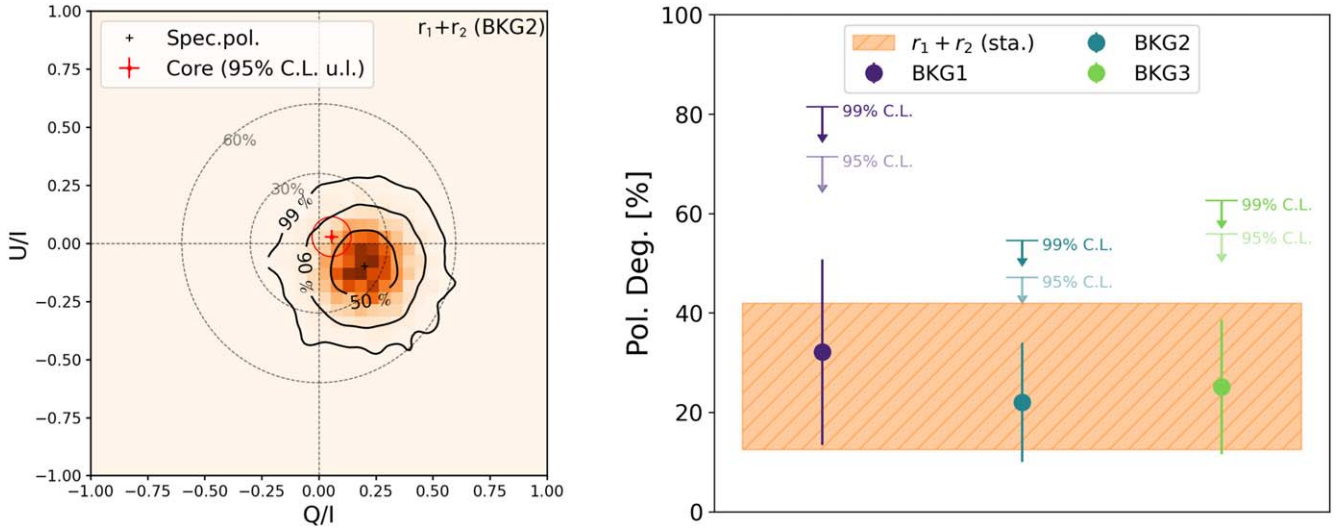 1.00
0.75
0.50
0.25
0.00
−0.25
−0.50
−0.75
−1.00
U/I
−1.00 −0.75 −0.50 −0.25 0.00 0.25 0.50 0.75 1.00
Q/I
Spec.pol.
Core (95% C.L. u.l.)
r₁+r₂ (BKG2)
60%
30%
99 %
90 %
50 %
100
80
60
40
20
0
Pol. Deg. [%]
r₁ + r₂ (sta.)
BKG1
BKG2
BKG3
99% C.L.
95% C.L.
99% C.L.
95% C.L.
99% C.L.
95% C.L.